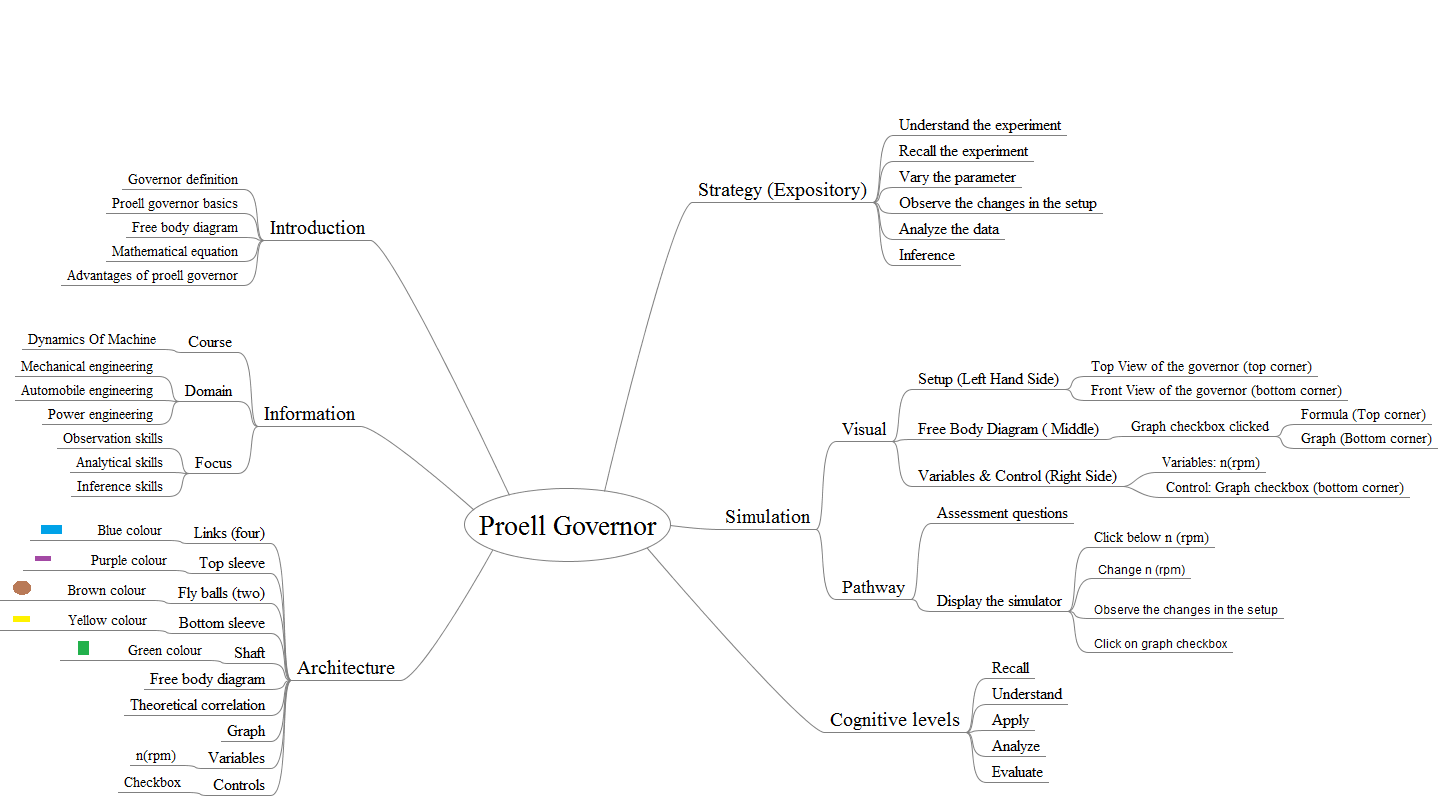 Proell Governor
Introduction
Governor definition
Proell governor basics
Free body diagram
Mathematical equation
Advantages of proell governor
Information
Course
Dynamics Of Machine
Domain
Mechanical engineering
Automobile engineering
Power engineering
Focus
Observation skills
Analytical skills
Inference skills
Architecture
Links (four)
Blue colour
Top sleeve
Purple colour
Fly balls (two)
Brown colour
Bottom sleeve
Yellow colour
Shaft
Green colour
Free body diagram
Theoretical correlation
Graph
Variables
n(rpm)
Controls
Checkbox
Strategy (Expository)
Understand the experiment
Recall the experiment
Vary the parameter
Observe the changes in the setup
Analyze the data
Inference
Simulation
Visual
Setup (Left Hand Side)
Top View of the governor (top corner)
Front View of the governor (bottom corner)
Free Body Diagram ( Middle)
Graph checkbox clicked
Formula (Top corner)
Graph (Bottom corner)
Variables & Control (Right Side)
Variables: n(rpm)
Control: Graph checkbox (bottom corner)
Pathway
Assessment questions
Display the simulator
Click below n (rpm)
Change n (rpm)
Observe the changes in the setup
Click on graph checkbox
Cognitive levels
Recall
Understand
Apply
Analyze
Evaluate